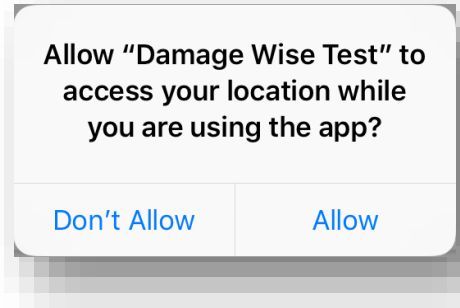 Allow “Damage Wise Test” to
access your location while
you are using the app?
Don’t Allow
Allow